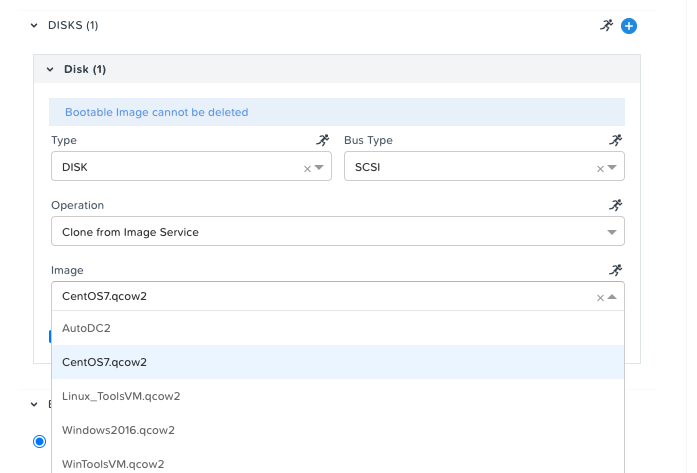 DISKS (1)
Disk (1)
Bootable Image cannot be deleted
Type Bus Type
DISK SCSI
Operation
Clone from Image Service
Image
CentOS7.qcow2
AutoDC2
CentOS7.qcow2
Linux_ToolsVM.qcow2
Windows2016.qcow2
WinToolsVM.qcow2